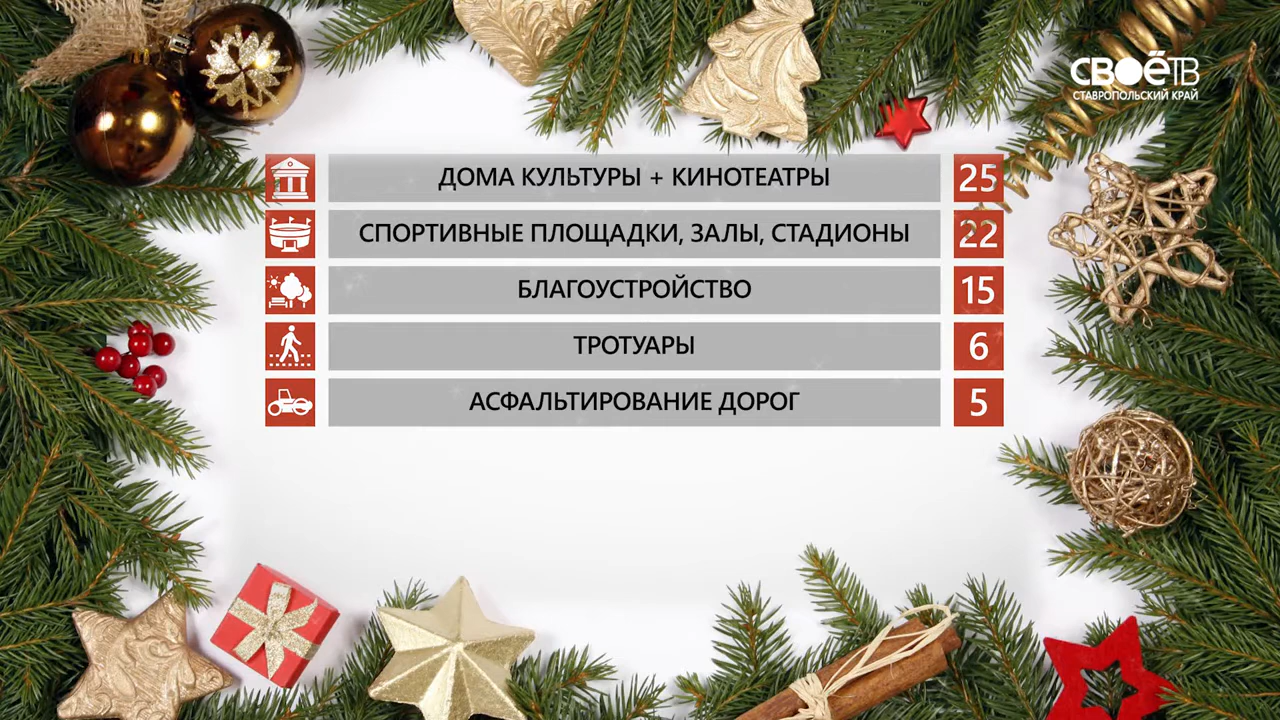 СВОЁТВ
СТАВРОПОЛЬСКИЙ КРАЙ
ДОМА КУЛЬТУРЫ + КИНОТЕАТРЫ 25
СПОРТИВНЫЕ ПЛОЩАДКИ, ЗАЛЫ, СТАДИОНЫ 22
БЛАГОУСТРОЙСТВО 15
ТРОТУАРЫ 6
АСФАЛЬТИРОВАНИЕ ДОРОГ 5